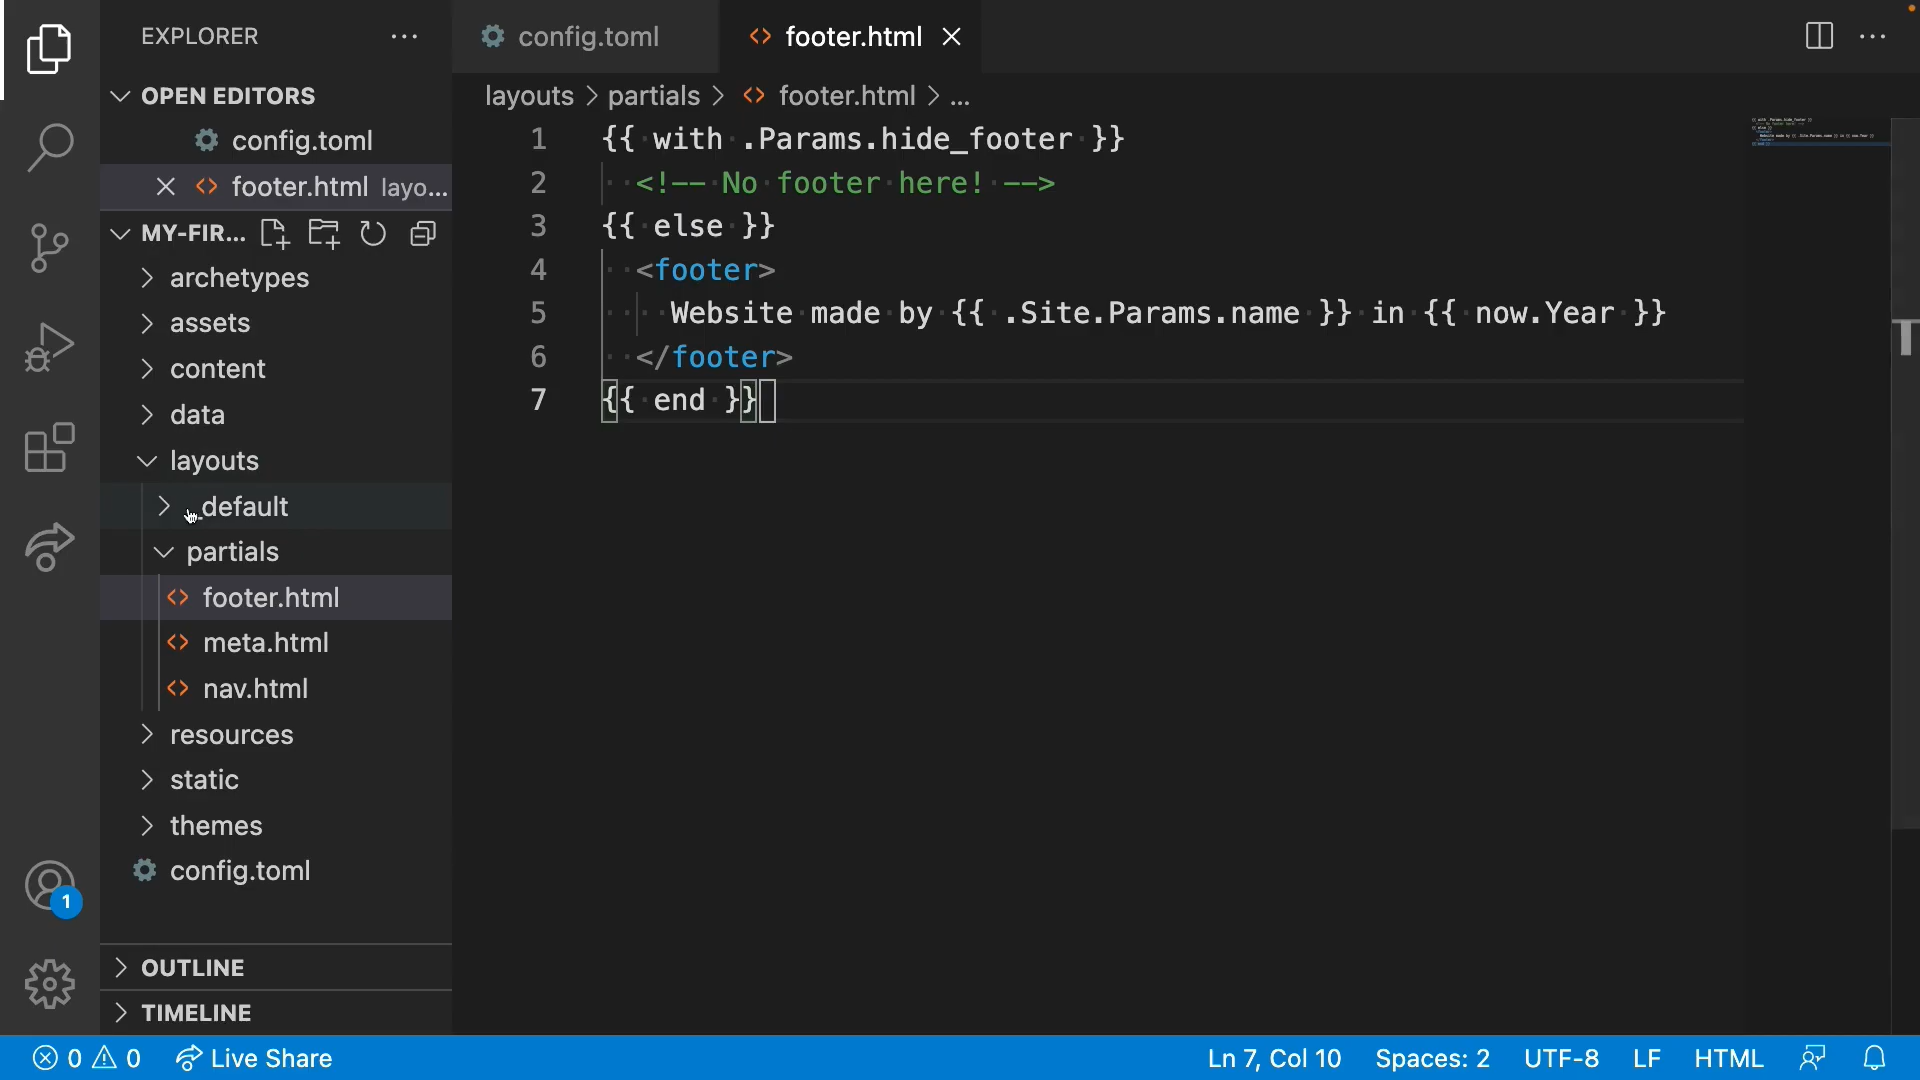 EXPLORER
OPEN EDITORS
config.toml
footer.html layo...
MY-FIR...
archetypes
assets
content
data
layouts
_default
partials
footer.html
meta.html
nav.html
resources
static
themes
config.toml
OUTLINE
TIMELINE
config.toml
footer.html
layouts > partials > footer.html > ...
1 {{ with .Params.hide_footer }}
2 <!-- No footer here! -->
3 {{ else }}
4 <footer>
5 Website made by {{ .Site.Params.name }} in {{ now.Year }}
6 </footer>
7 {{ end }}
1
0 0 Live Share Ln 7, Col 10 Spaces: 2 UTF-8 LF HTML